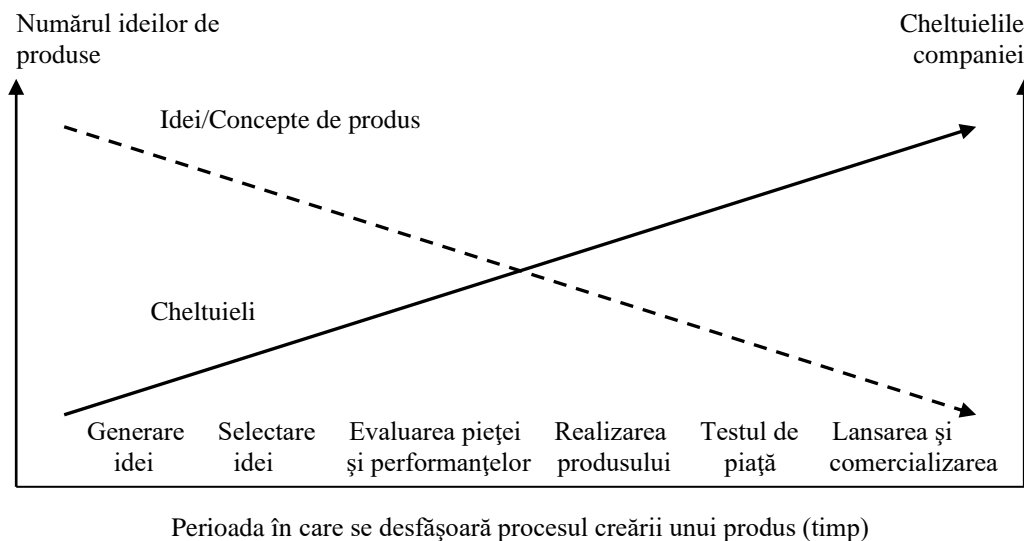 Numărul ideilor de
produse
Cheltuielile
companiei
Idei/Concepte de produs
Cheltuieli
Generare
idei
Selectare
idei
Evaluarea pieţei
şi performanţelor
Realizarea
produsului
Testul de
piaţă
Lansarea şi
comercializarea
Perioada în care se desfăşoară procesul creării unui produs (timp)